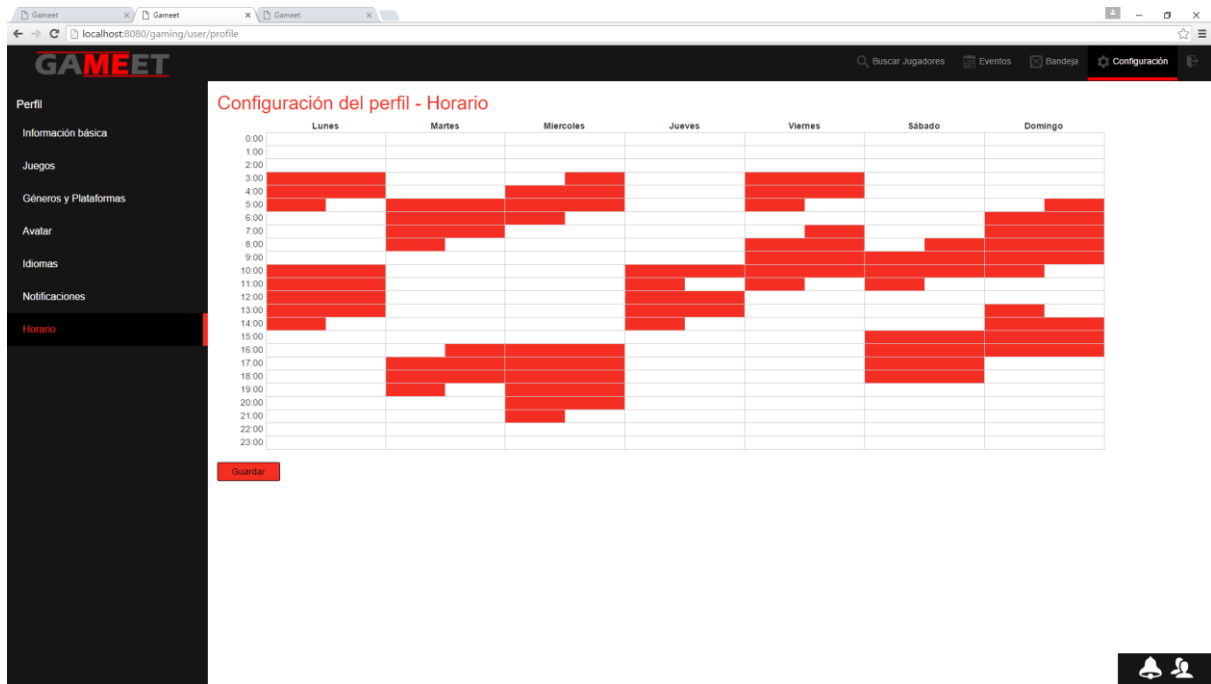 Gameet Gameet Gameet
localhost:8080/gaming/user/profile
GAMEET Buscar Jugadores Eventos Bandeja Configuración
Perfil
Información básica
Juegos
Géneros y Plataformas
Avatar
Idiomas
Notificaciones
Horario
Configuración del perfil - Horario
Lunes Martes Miercoles Jueves Viernes Sábado Domingo
0:00
1:00
2:00
3:00
4:00
5:00
6:00
7:00
8:00
9:00
10:00
11:00
12:00
13:00
14:00
15:00
16:00
17:00
18:00
19:00
20:00
21:00
22:00
23:00
Guardar